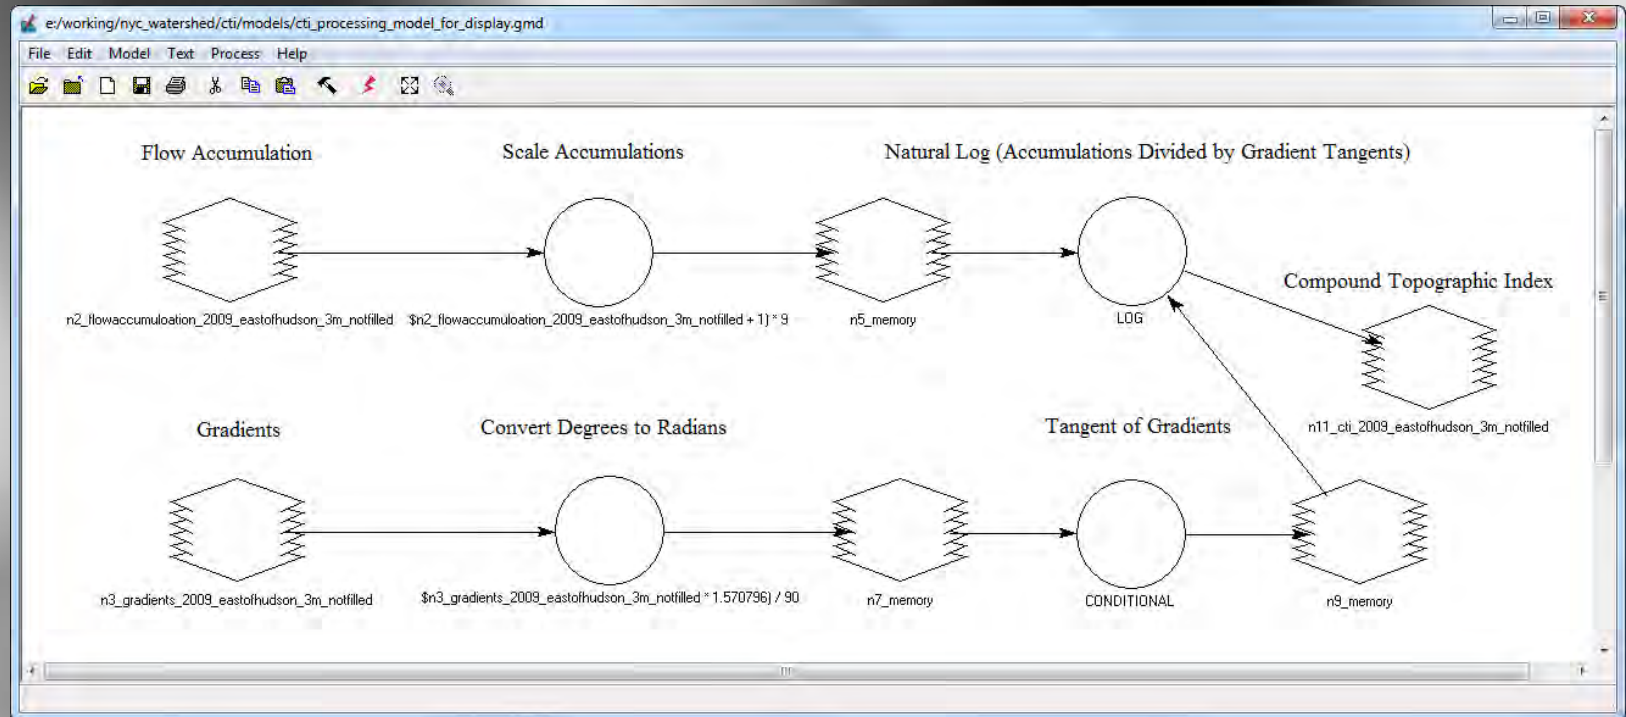 e:/working/nyc_watershed/cti/models/cti_processing_model_for_display.gmd
File Edit Model Text Process Help
Flow Accumulation
Scale Accumulations
Natural Log (Accumulations Divided by Gradient Tangents)
n2_flowaccumuloation_2009_eastofhudson_3m_notfilled
$n2_flowaccumuloation_2009_eastofhudson_3m_notfilled + 1) * 9
n5_memory
LOG
Compound Topographic Index
n11_cti_2009_eastofhudson_3m_notfilled
Gradients
Convert Degrees to Radians
Tangent of Gradients
n3_gradients_2009_eastofhudson_3m_notfilled
$n3_gradients_2009_eastofhudson_3m_notfilled * 1.570796) / 90
n7_memory
CONDITIONAL
n9_memory